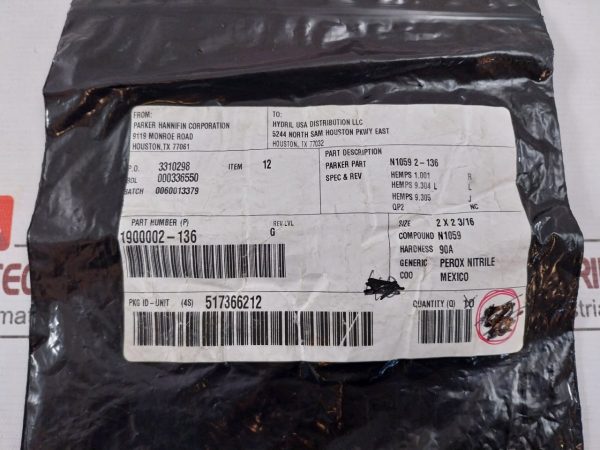 FROM:
PARKER HANNIFIN CORPORATION
9119 MONROE ROAD
HOUSTON, TX 77061
TO:
HYDRIL USA DISTRIBUTION LLC
5244 NORTH SAM HOUSTON PKWY EAST
HOUSTON, TX 77032
P.O. 3310298 ITEM 12
000336550
BATCH 0060013379
PART DESCRIPTION
PARKER PART N1059 2-136
SPEC & REV HEMPS 1.001
HEMPS 9.304 L L
HEMPS 9.305 J
QP2 NC
PART NUMBER (P) REV-LVL
1900002-136 G
SIZE 2 X 2 3/16
COMPOUND N1059
HARDNESS 90A
GENERIC PEROX NITRILE
COO MEXICO
PKG ID-UNIT (4S) 517366212
QUANTITY (Q) 10
TEC